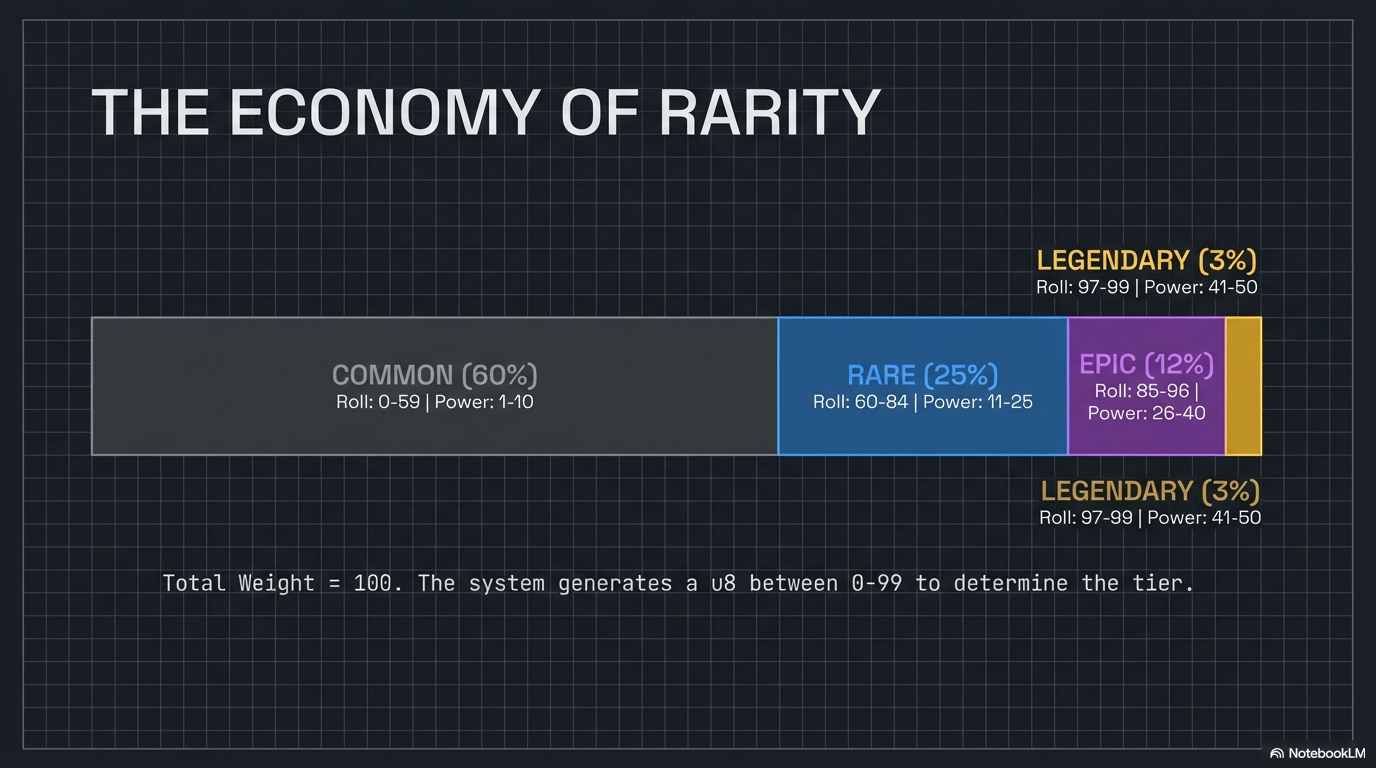 THE ECONOMY OF RARITY
LEGENDARY (3%)
Roll: 97-99 | Power: 41-50
COMMON (60%)
Roll: 0-59 | Power: 1-10
RARE (25%)
Roll: 60-84 | Power: 11-25
EPIC (12%)
Roll: 85-96 |
Power: 26-40
LEGENDARY (3%)
Roll: 97-99 | Power: 41-50
Total Weight = 100. The system generates a u8 between 0-99 to determine the tier.
NotebookLM